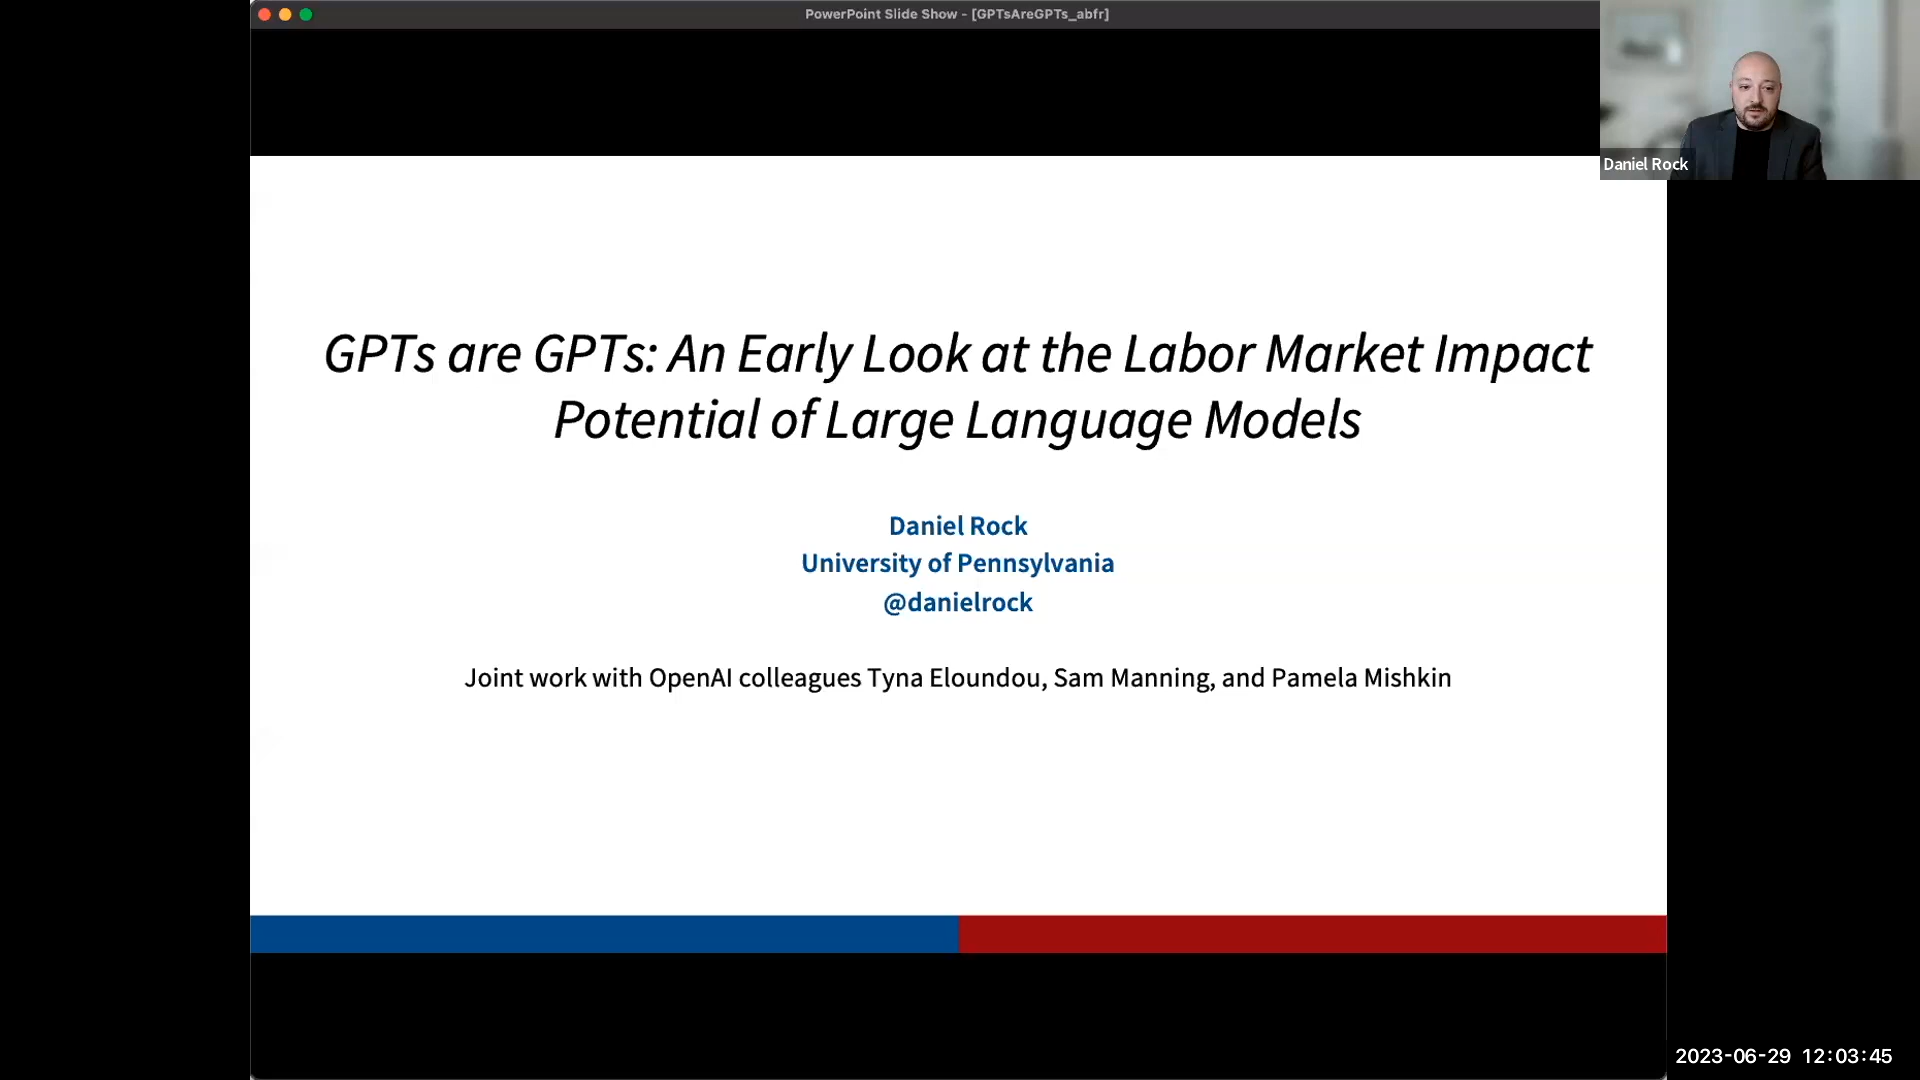 PowerPoint Slide Show - [GPTsAreGPTs_abfr]
Daniel Rock
GPTs are GPTs: An Early Look at the Labor Market Impact
Potential of Large Language Models
Daniel Rock
University of Pennsylvania
@danielrock
Joint work with OpenAI colleagues Tyna Eloundou, Sam Manning, and Pamela Mishkin
2023-06-29 12:03:45